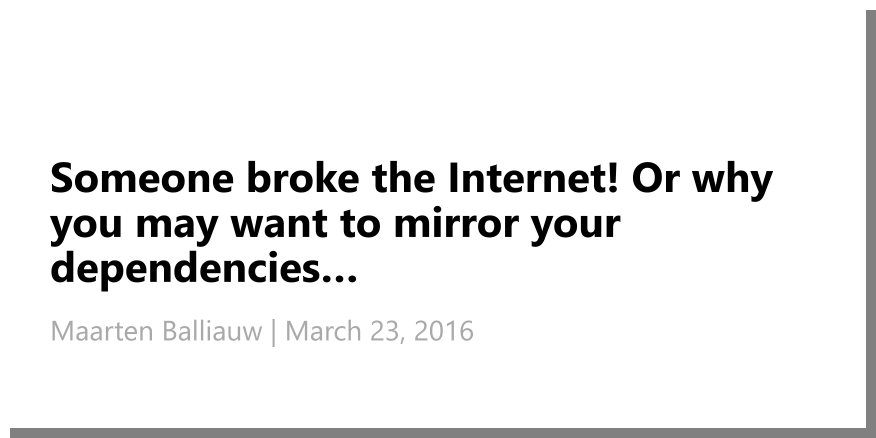 Someone broke the Internet! Or why
you may want to mirror your
dependencies...
Maarten Balliauw | March 23, 2016